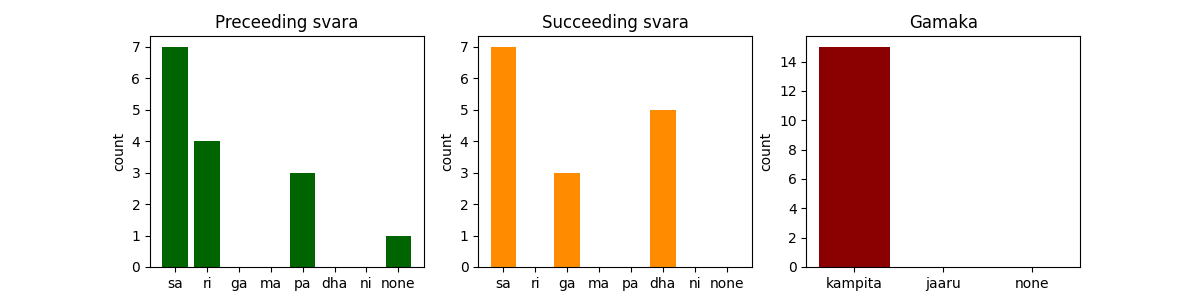 Preceeding svara
count
7
6
5
4
3
2
1
0
sa ri ga ma pa dha ni none
Succeeding svara
count
7
6
5
4
3
2
1
0
sa ri ga ma pa dha ni none
Gamaka
count
14
12
10
8
6
4
2
0
kampita jaaru none